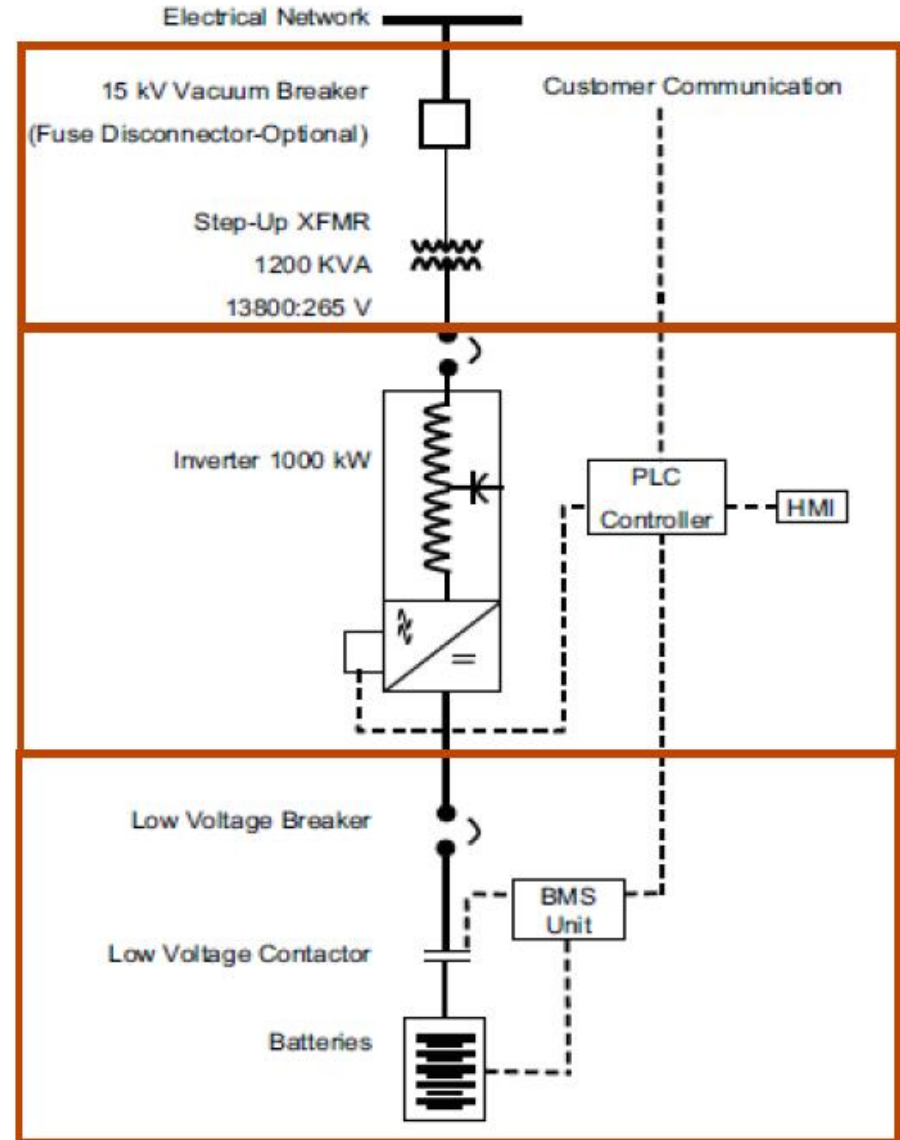 Electrical Network
15 kV Vacuum Breaker
(Fuse Disconnector-Optional)
Customer Communication
Step-Up XFMR
1200 KVA
13800:265 V
Inverter 1000 kW
PLC
Controller
HMI
Low Voltage Breaker
BMS
Unit
Low Voltage Contactor
Batteries